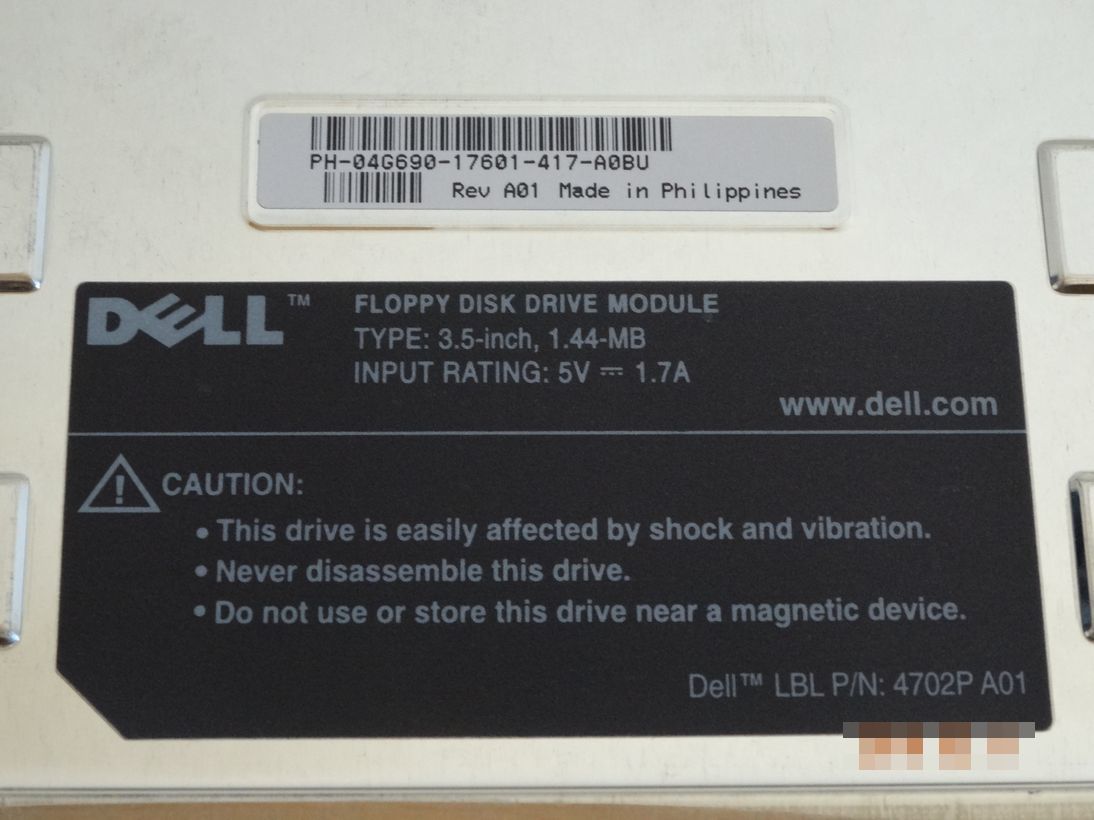 PH-04G690-17601-417-A0BU
Rev A01 Made in Philippines
DELL™
FLOPPY DISK DRIVE MODULE
TYPE: 3.5-inch, 1.44-MB
INPUT RATING: 5V ⎓ 1.7A
www.dell.com
CAUTION:
• This drive is easily affected by shock and vibration.
• Never disassemble this drive.
• Do not use or store this drive near a magnetic device.
Dell™ LBL P/N: 4702P A01